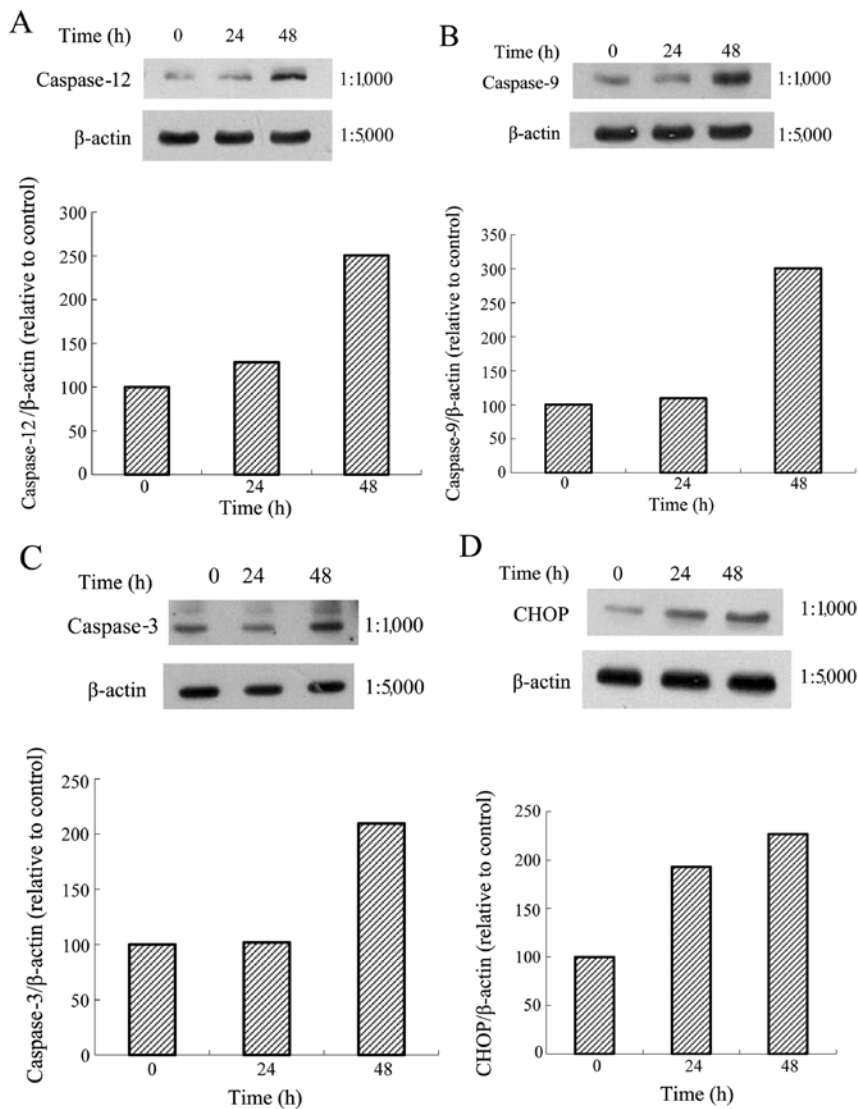 A
Time (h) 0 24 48
Caspase-12 1:1,000
β-actin 1:5,000
Caspase-12/β-actin (relative to control)
300
250
200
150
100
50
0
0 24 48
Time (h)
B
Time (h) 0 24 48
Caspase-9 1:1,000
β-actin 1:5,000
Caspase-9/β-actin (relative to control)
350
300
250
200
150
100
50
0
0 24 48
Time (h)
C
Time (h) 0 24 48
Caspase-3 1:1,000
β-actin 1:5,000
Caspase-3/β-actin (relative to control)
250
200
150
100
50
0
0 24 48
Time (h)
D
Time (h) 0 24 48
CHOP 1:1,000
β-actin 1:5,000
CHOP/β-actin (relative to control)
250
200
150
100
50
0
0 24 48
Time (h)